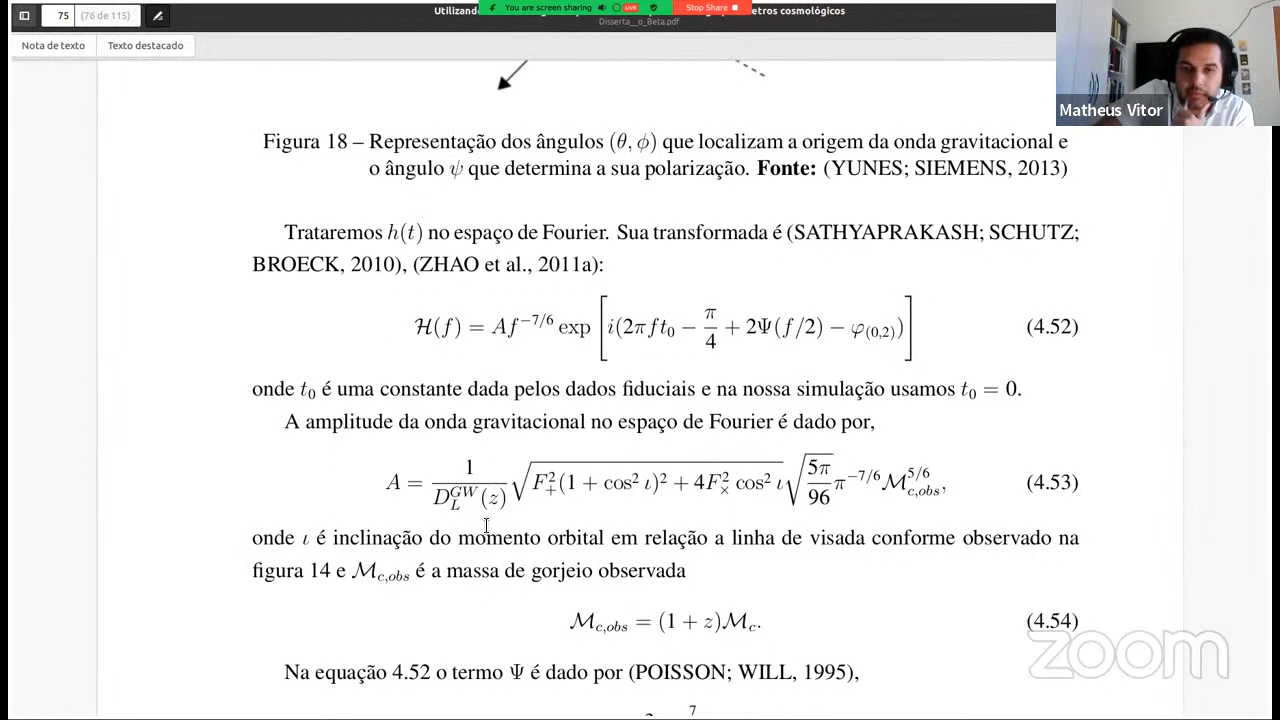 75 (76 de 115)
Utilizando etros cosmológicos
Disserta__o_Beta.pdf
You are screen sharing LIVE Stop Share
Nota de texto Texto destacado
Matheus Vitor
Figura 18 – Representação dos ângulos (θ, ϕ) que localizam a origem da onda gravitacional e
o ângulo ψ que determina a sua polarização. Fonte: (YUNES; SIEMENS, 2013)
Trataremos h(t) no espaço de Fourier. Sua transformada é (SATHYAPRAKASH; SCHUTZ;
BROECK, 2010), (ZHAO et al., 2011a):
ℋ(f) = Af^{−7/6} exp [i(2πft₀ − π/4 + 2Ψ(f/2) − φ_{(0,2)})] (4.52)
onde t₀ é uma constante dada pelos dados fiduciais e na nossa simulação usamos t₀ = 0.
A amplitude da onda gravitacional no espaço de Fourier é dado por,
A = 1/D_L^{GW}(z) √(F₊²(1 + cos² ι)² + 4F×² cos² ι) √(5π/96) π^{−7/6} ℳ_{c,obs}^{5/6}, (4.53)
onde ι é inclinação do momento orbital em relação a linha de visada conforme observado na
figura 14 e ℳ_{c,obs} é a massa de gorjeio observada
ℳ_{c,obs} = (1 + z)ℳ_c. (4.54)
zoom
Na equação 4.52 o termo Ψ é dado por (POISSON; WILL, 1995),